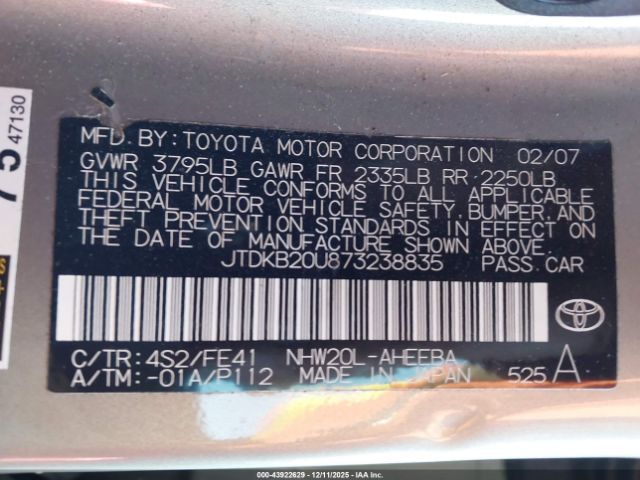 MFD. BY: TOYOTA MOTOR CORPORATION 02/07
GVWR 3795LB GAWR FR 2335LB RR 2250LB
THIS VEHICLE CONFORMS TO ALL APPLICABLE
FEDERAL MOTOR VEHICLE SAFETY, BUMPER, AND
THEFT PREVENTION STANDARDS IN EFFECT ON
THE DATE OF MANUFACTURE SHOWN ABOVE.
JTDKB20U873238835 PASS. CAR
C/TR: 4S2/FE41 NHW20L-AHEEBA
A/TM: -01A/P112 MADE IN JAPAN 525 A
75 47130
000-43922629 - 12/11/2025 - IAA Inc.